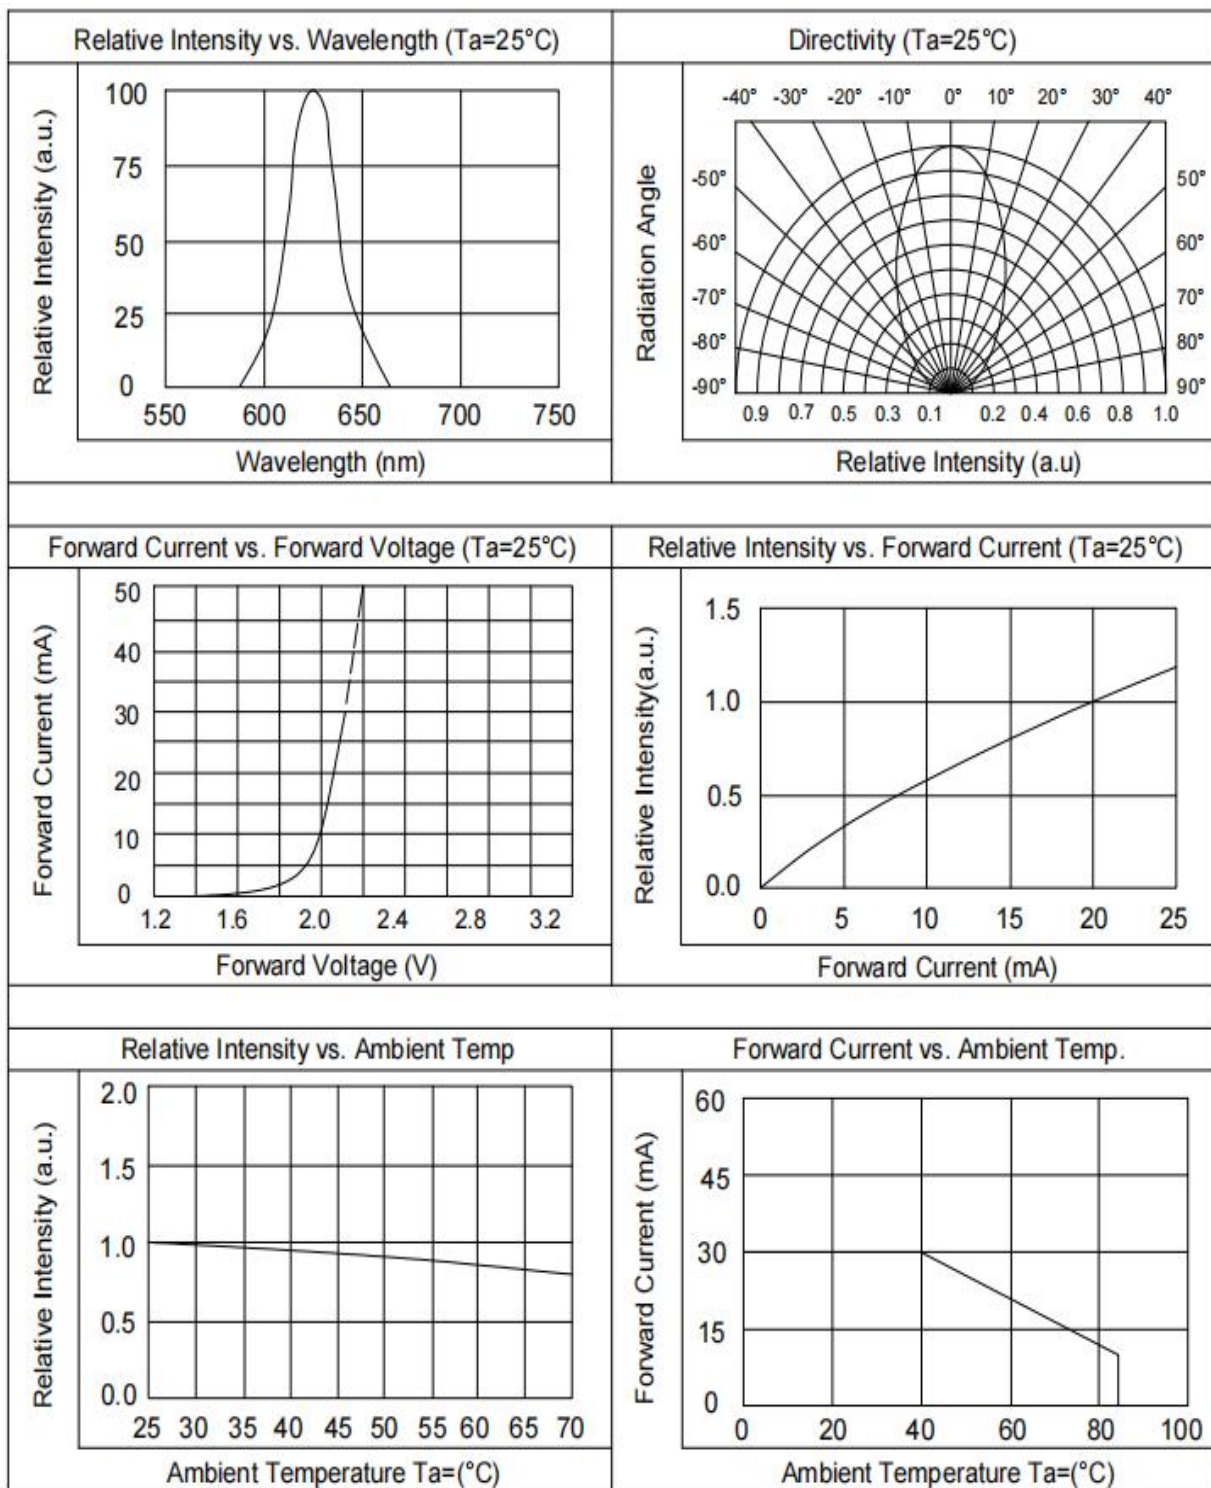 Relative Intensity vs. Wavelength (Ta=25°C)
Relative Intensity (a.u.)
100
75
50
25
0
550 600 650 700 750
Wavelength (nm)
Directivity (Ta=25°C)
Radiation Angle
-40° -30° -20° -10° 0° 10° 20° 30° 40°
-50° 50°
-60° 60°
-70° 70°
-80° 80°
-90° 90°
0.9 0.7 0.5 0.3 0.1 0.2 0.4 0.6 0.8 1.0
Relative Intensity (a.u)
Forward Current vs. Forward Voltage (Ta=25°C)
Forward Current (mA)
50
40
30
20
10
0
1.2 1.6 2.0 2.4 2.8 3.2
Forward Voltage (V)
Relative Intensity vs. Forward Current (Ta=25°C)
Relative Intensity(a.u.)
1.5
1.0
0.5
0.0
0 5 10 15 20 25
Forward Current (mA)
Relative Intensity vs. Ambient Temp
Relative Intensity (a.u.)
2.0
1.5
1.0
0.5
0.0
25 30 35 40 45 50 55 60 65 70
Ambient Temperature Ta=(°C)
Forward Current vs. Ambient Temp.
Forward Current (mA)
60
45
30
15
0
0 20 40 60 80 100
Ambient Temperature Ta=(°C)